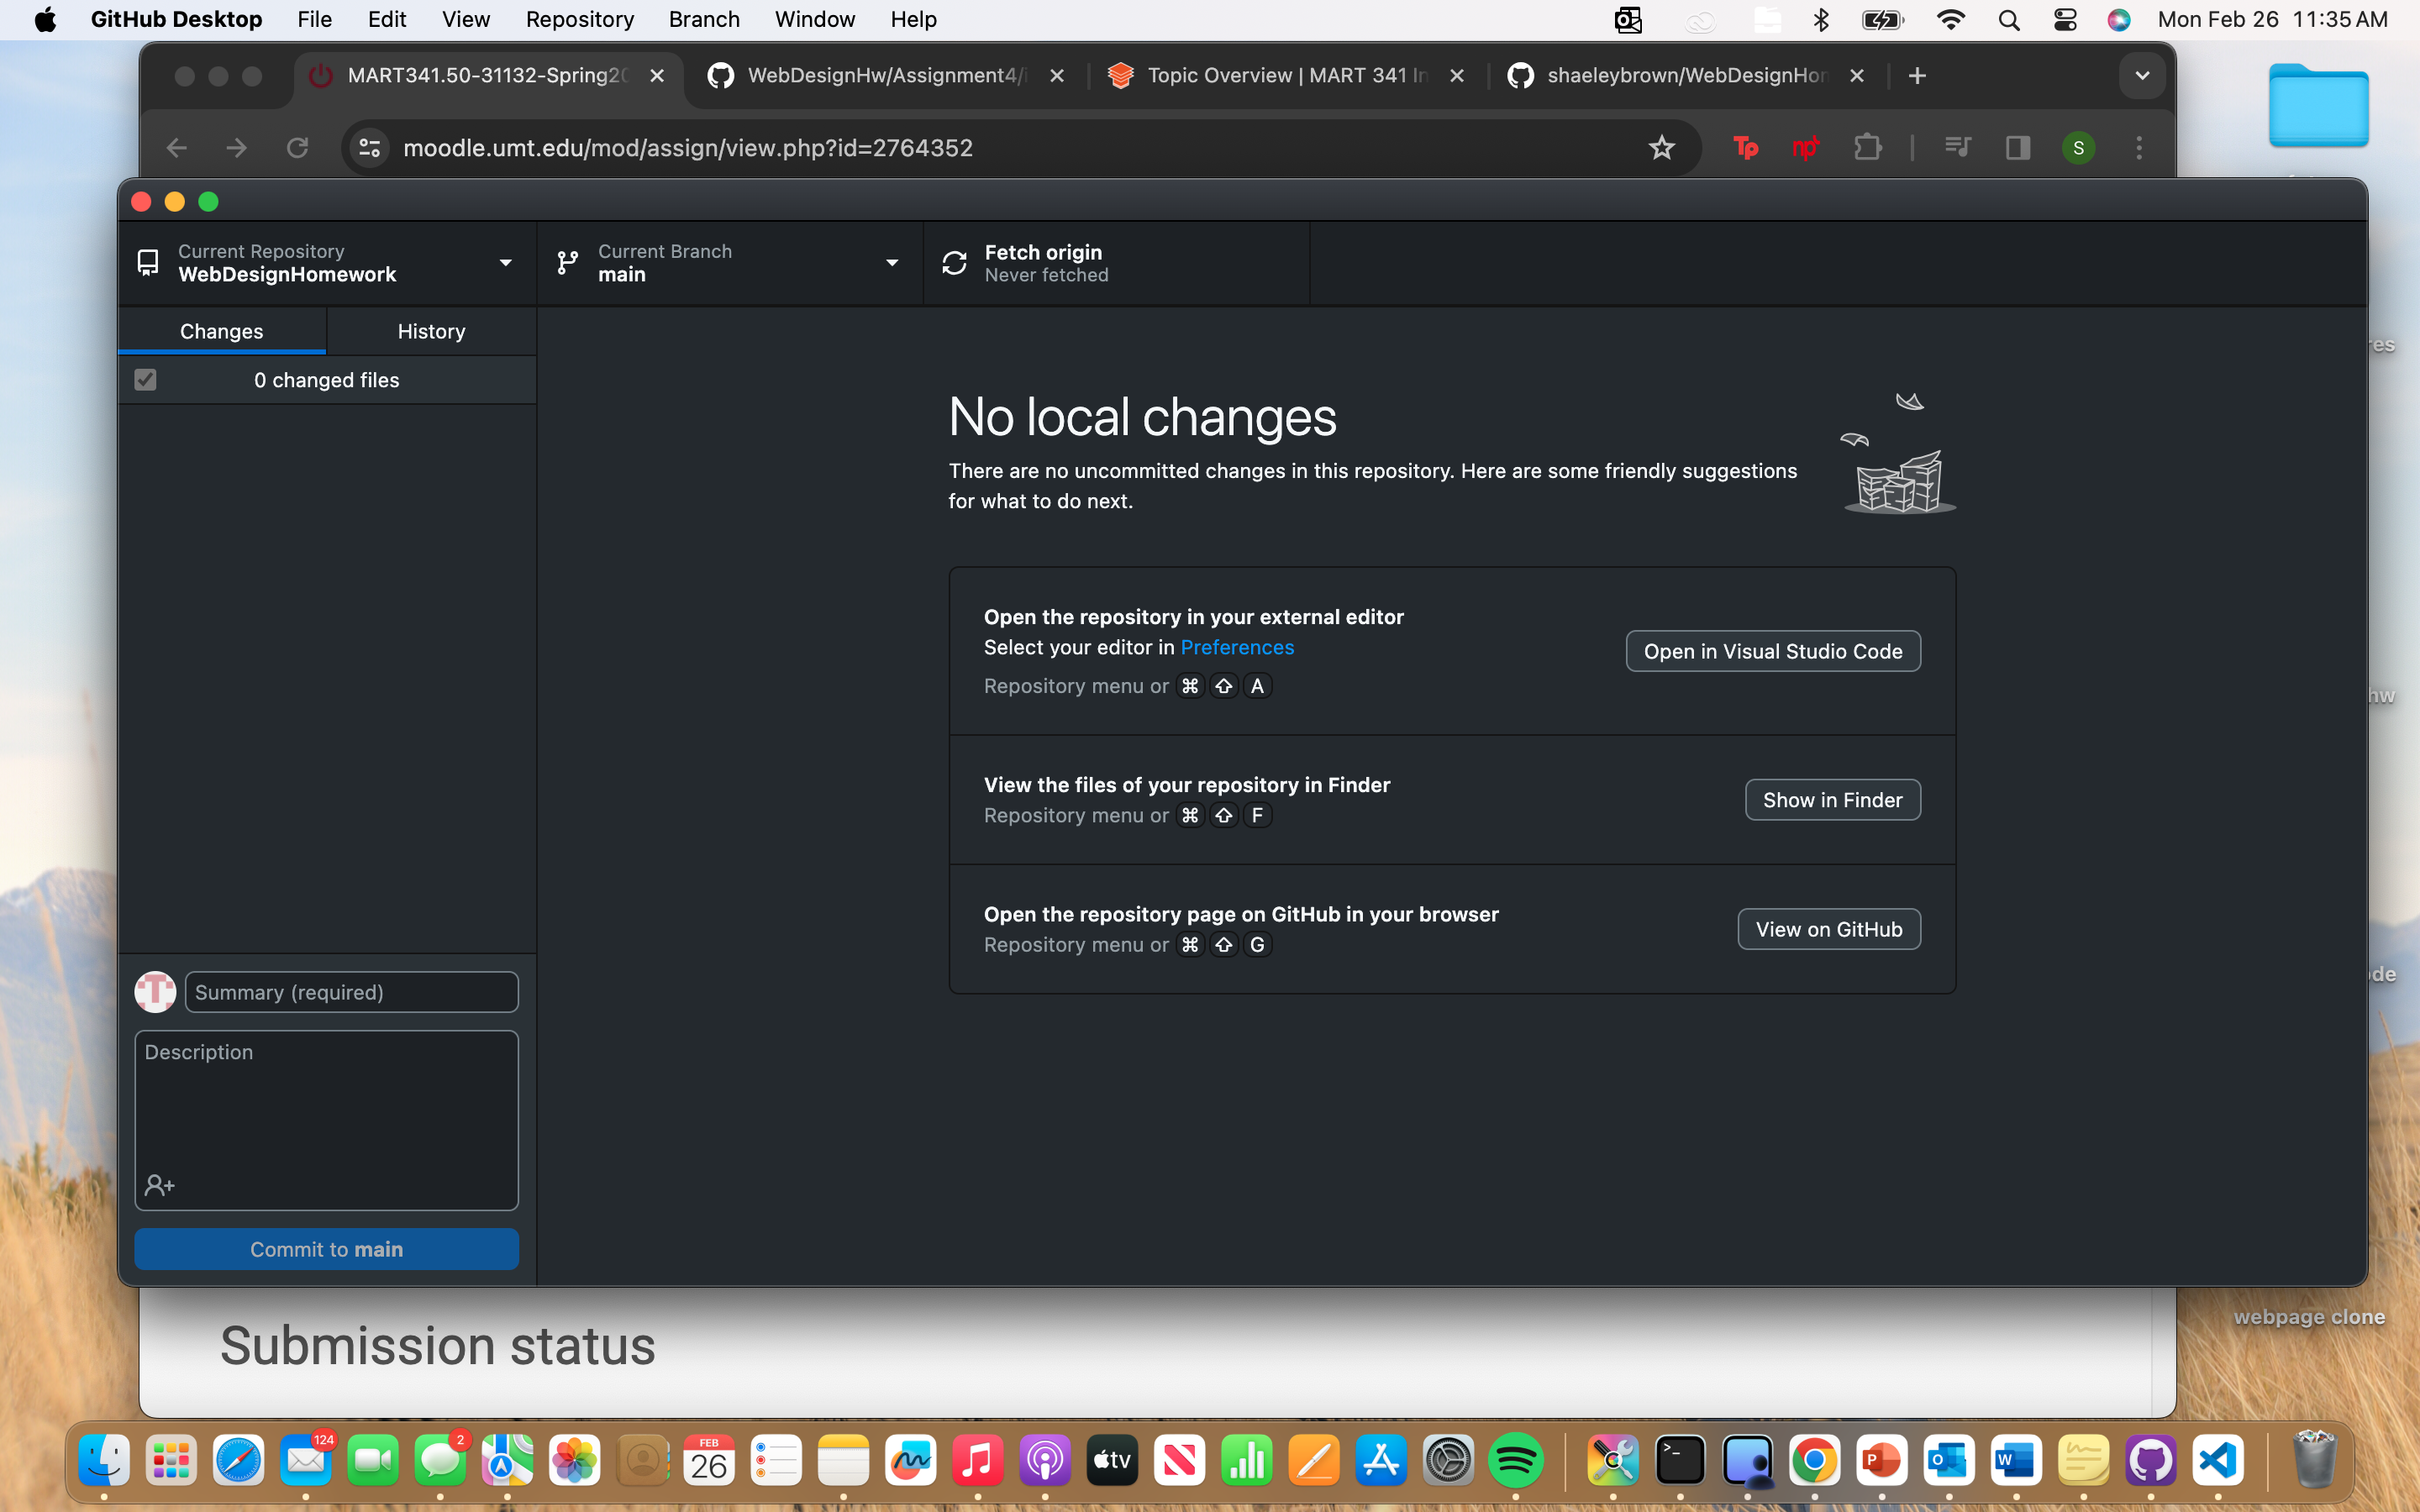 GitHub Desktop File Edit View Repository Branch Window Help Mon Feb 26 11:35 AM
MART341.50-31132-Spring20 WebDesignHw/Assignment4/i Topic Overview | MART 341 In shaeleybrown/WebDesignHon
moodle.umt.edu/mod/assign/view.php?id=2764352 Tp np S
Current Repository
WebDesignHomework
Current Branch
main
Fetch origin
Never fetched
Changes History
0 changed files
No local changes
There are no uncommitted changes in this repository. Here are some friendly suggestions
for what to do next.
Open the repository in your external editor
Select your editor in Preferences
Repository menu or ⌘ ⇧ A
Open in Visual Studio Code
View the files of your repository in Finder
Repository menu or ⌘ ⇧ F
Show in Finder
Open the repository page on GitHub in your browser
Repository menu or ⌘ ⇧ G
View on GitHub
Summary (required)
Description
Commit to main
res
hw
ode
webpage clone
Submission status
124 2 FEB 26 tv P O W